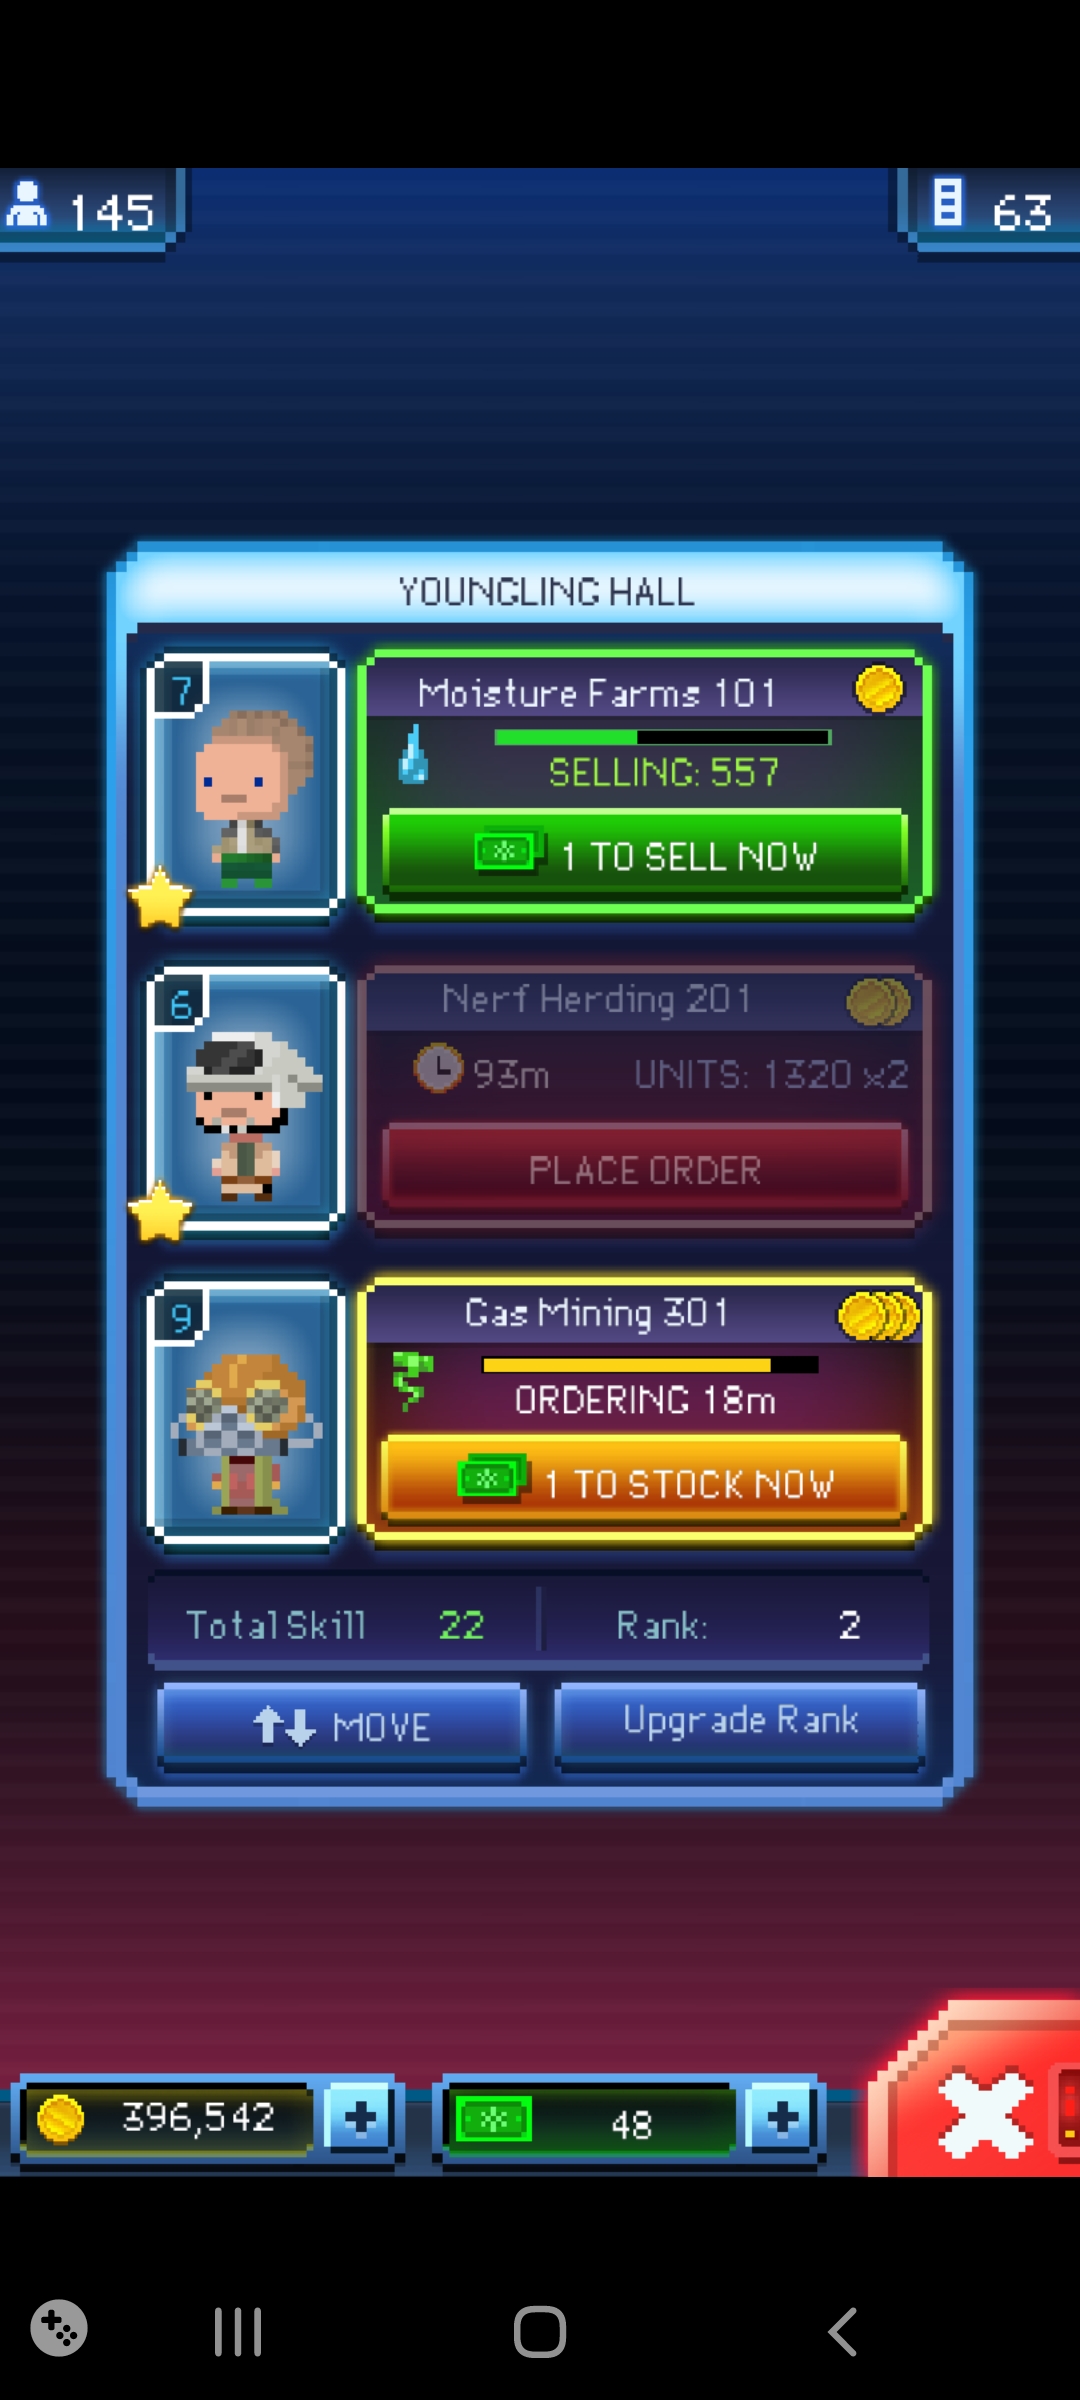 145
63
YOUNGLING HALL
7
Moisture Farms 101
SELLING: 557
1 TO SELL NOW
6
Nerf Herding 201
93m UNITS: 1320 x2
PLACE ORDER
9
Gas Mining 301
ORDERING 18m
1 TO STOCK NOW
Total Skill 22 Rank: 2
MOVE Upgrade Rank
396,542 48